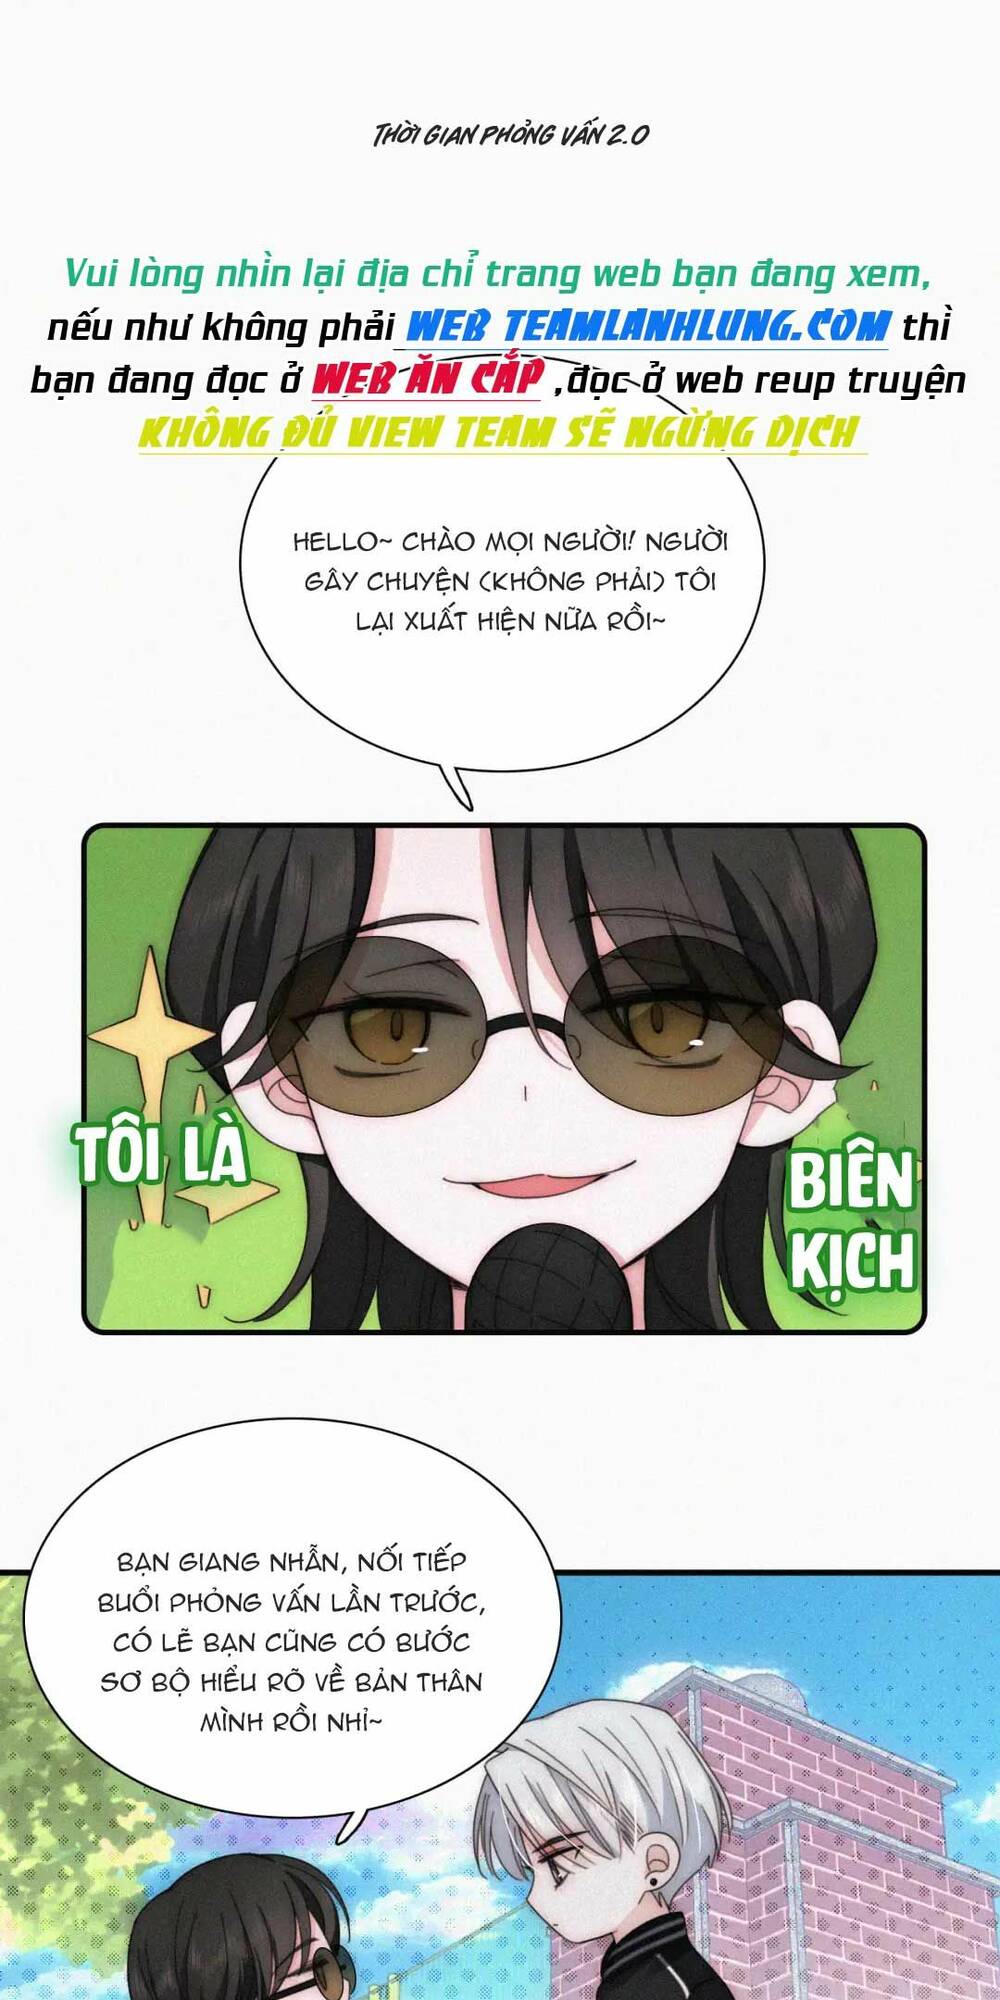 Thời gian phỏng vấn 2.0
Vui lòng nhìn lại địa chỉ trang web bạn đang xem,
nếu như không phải WEB TEAMLANHLUNG.COM thì
bạn đang đọc ở WEB ĂN CẮP ,đọc ở web reup truyện
KHÔNG ĐỦ VIEW TEAM SẼ NGỪNG DỊCH
HELLO~ CHÀO MỌI NGƯỜI! NGƯỜI
GÂY CHUYỆN (KHÔNG PHẢI) TÔI
LẠI XUẤT HIỆN NỮA RỒI~
TÔI LÀ
BIÊN
KỊCH
BẠN GIANG NHẪN, NỐI TIẾP
BUỔI PHỎNG VẤN LẦN TRƯỚC,
CÓ LẼ BẠN CŨNG CÓ BƯỚC
SƠ BỘ HIỂU RÕ VỀ BẢN THÂN
MÌNH RỒI NHỈ~